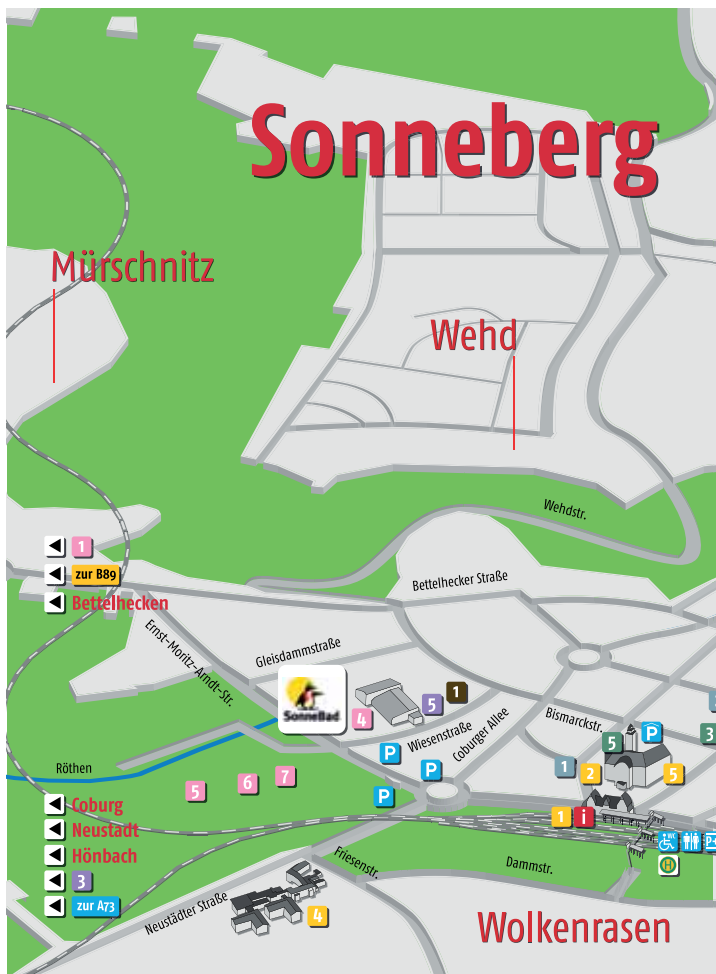 Sonneberg
Mürschnitz
Wehd
Wehdstr.
1
zur B89
Bettelhecken
Bettelhecker Straße
Ernst-Moritz-Arndt-Str.
Gleisdammstraße
SonneBad
4
5
1
Wiesenstraße
Coburger Allee
Bismarckstr.
5
P
3
P
P
P
1
2
5
Röthen
5
6
7
1
i
WC
H
Coburg
Neustadt
Hönbach
3
zur A73
Neustädter Straße
Friesenstr.
Dammstr.
4
Wolkenrasen